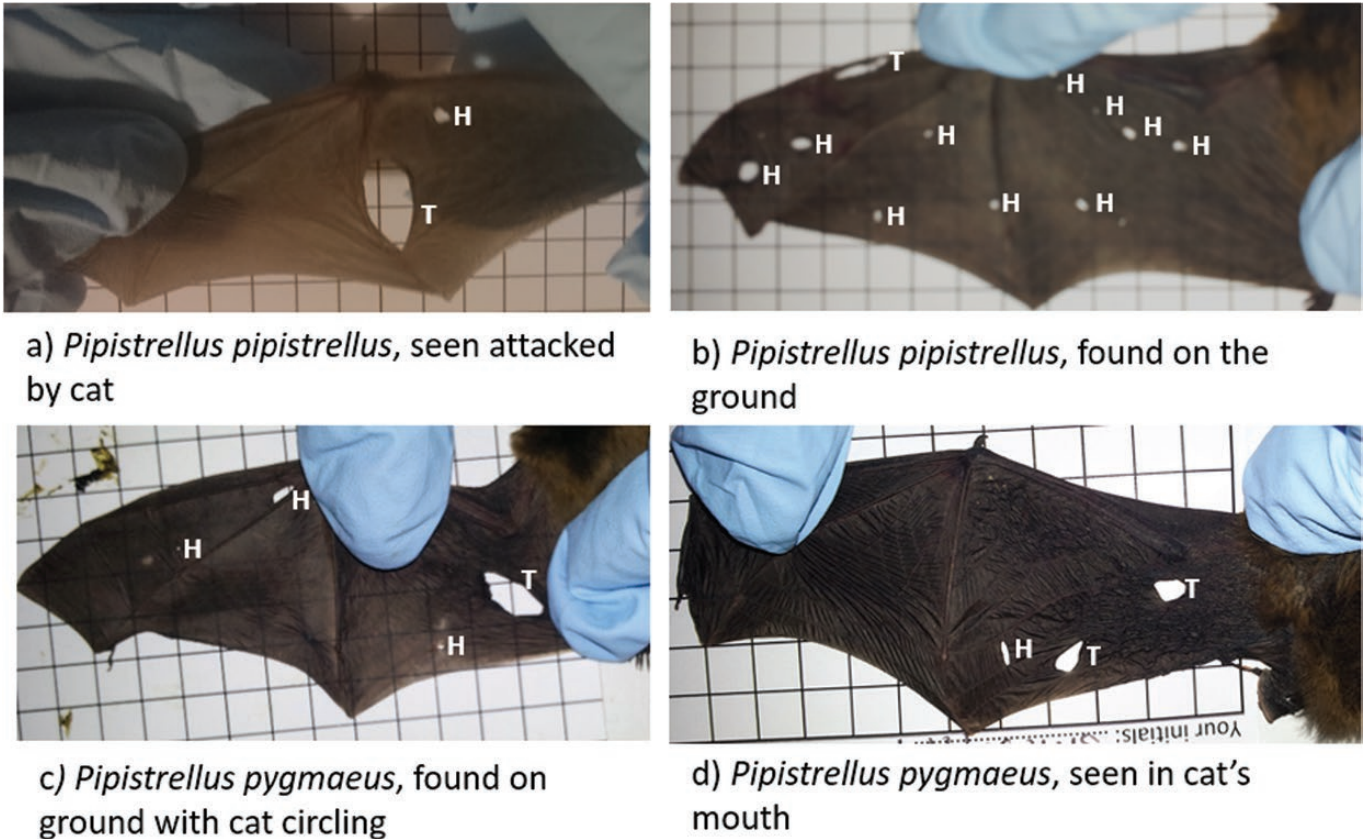 H
T
T
H
H
H
H
H
H
H
H
H
H
a) Pipistrellus pipistrellus, seen attacked
by cat
b) Pipistrellus pipistrellus, found on the
ground
H
H
T
H
T
H
T
Your initials:
c) Pipistrellus pygmaeus, found on
ground with cat circling
d) Pipistrellus pygmaeus, seen in cat's
mouth